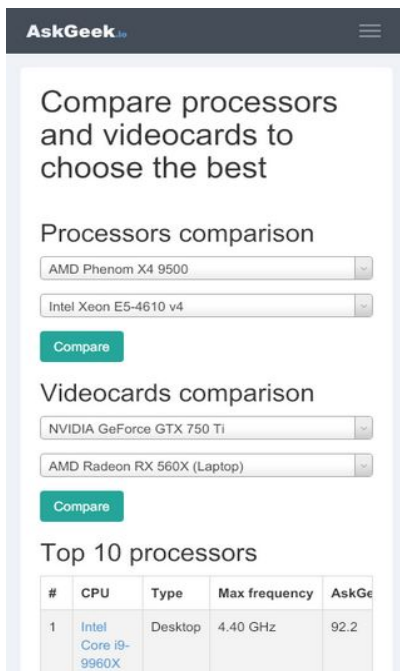 AskGeek.io
Compare processors
and videocards to
choose the best
Processors comparison
AMD Phenom X4 9500
Intel Xeon E5-4610 v4
Compare
Videocards comparison
NVIDIA GeForce GTX 750 Ti
AMD Radeon RX 560X (Laptop)
Compare
Top 10 processors
# CPU Type Max frequency AskGe
1 Intel Desktop 4.40 GHz 92.2
Core i9-
9960X